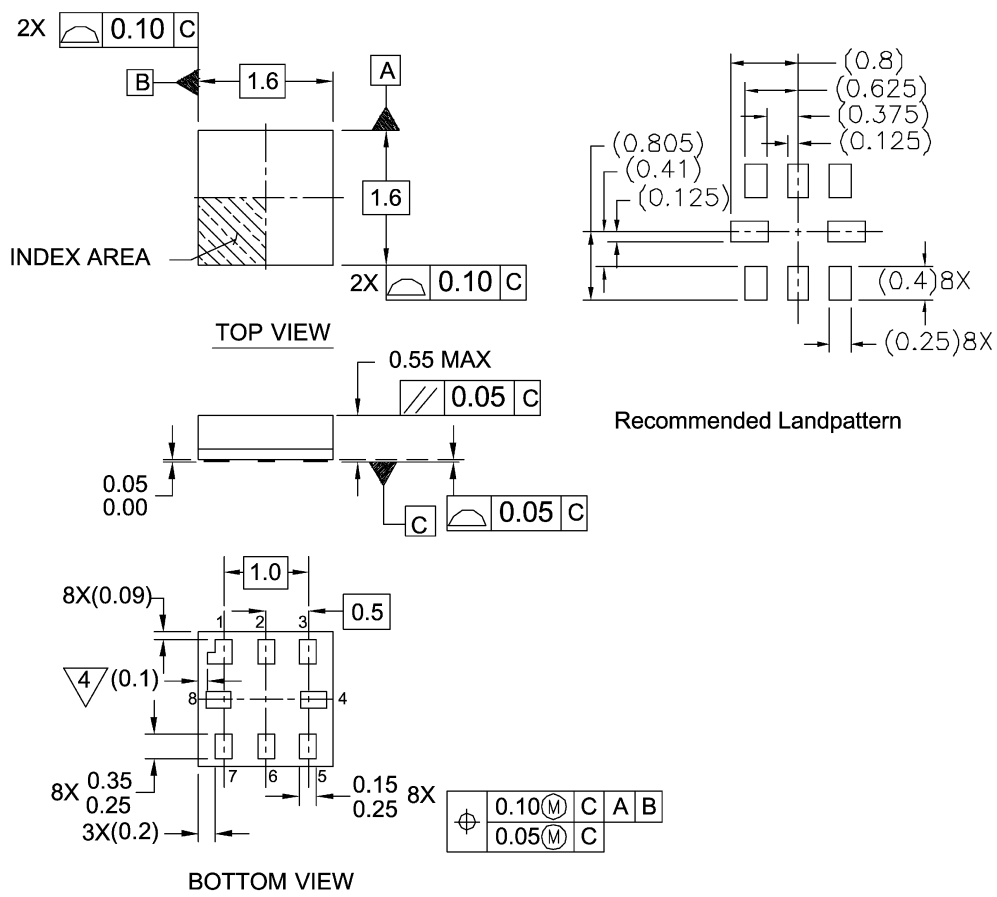 2X 0.10 C
B 1.6 A
1.6
INDEX AREA
2X 0.10 C
TOP VIEW
(0.8)
(0.625)
(0.375)
(0.125)
(0.805)
(0.41)
(0.125)
(0.4)8X
(0.25)8X
Recommended Landpattern
0.55 MAX
// 0.05 C
0.05
0.00
C
0.05 C
1.0
8X(0.09)
0.5
1 2 3
4 (0.1)
8 4
7 6 5
8X 0.35
0.25
0.15
0.25 8X
3X(0.2)
0.10 Ⓜ C A B
0.05 Ⓜ C
BOTTOM VIEW